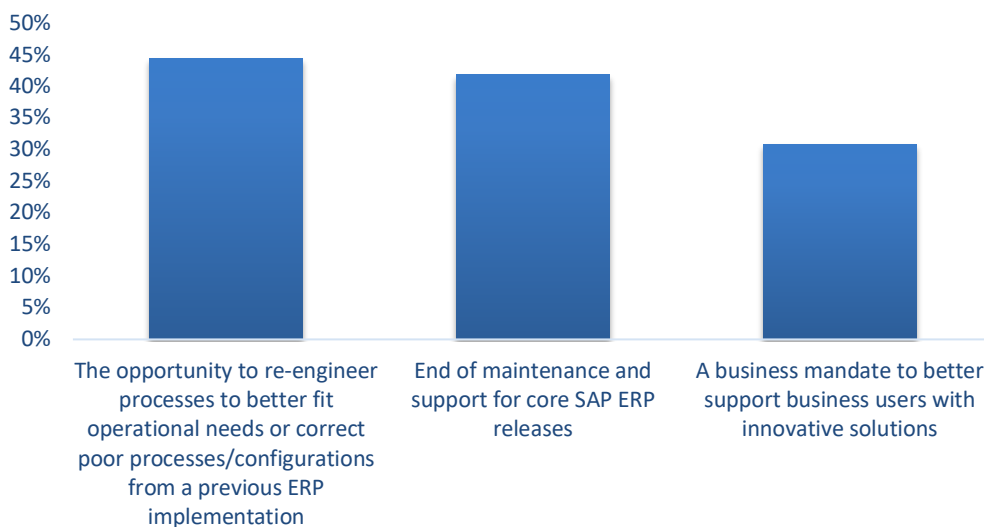 50%
45%
40%
35%
30%
25%
20%
15%
10%
5%
0%
The opportunity to re-engineer
processes to better fit
operational needs or correct
poor processes/configurations
from a previous ERP
implementation
End of maintenance and
support for core SAP ERP
releases
A business mandate to better
support business users with
innovative solutions